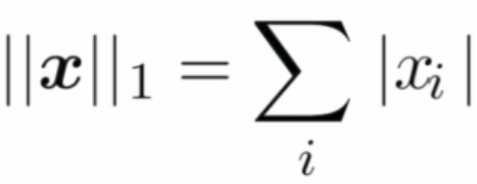 ||x||₁ = ∑ᵢ |xᵢ|